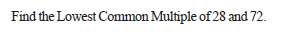 Find the Lowest Common Multiple of 28 and 72.